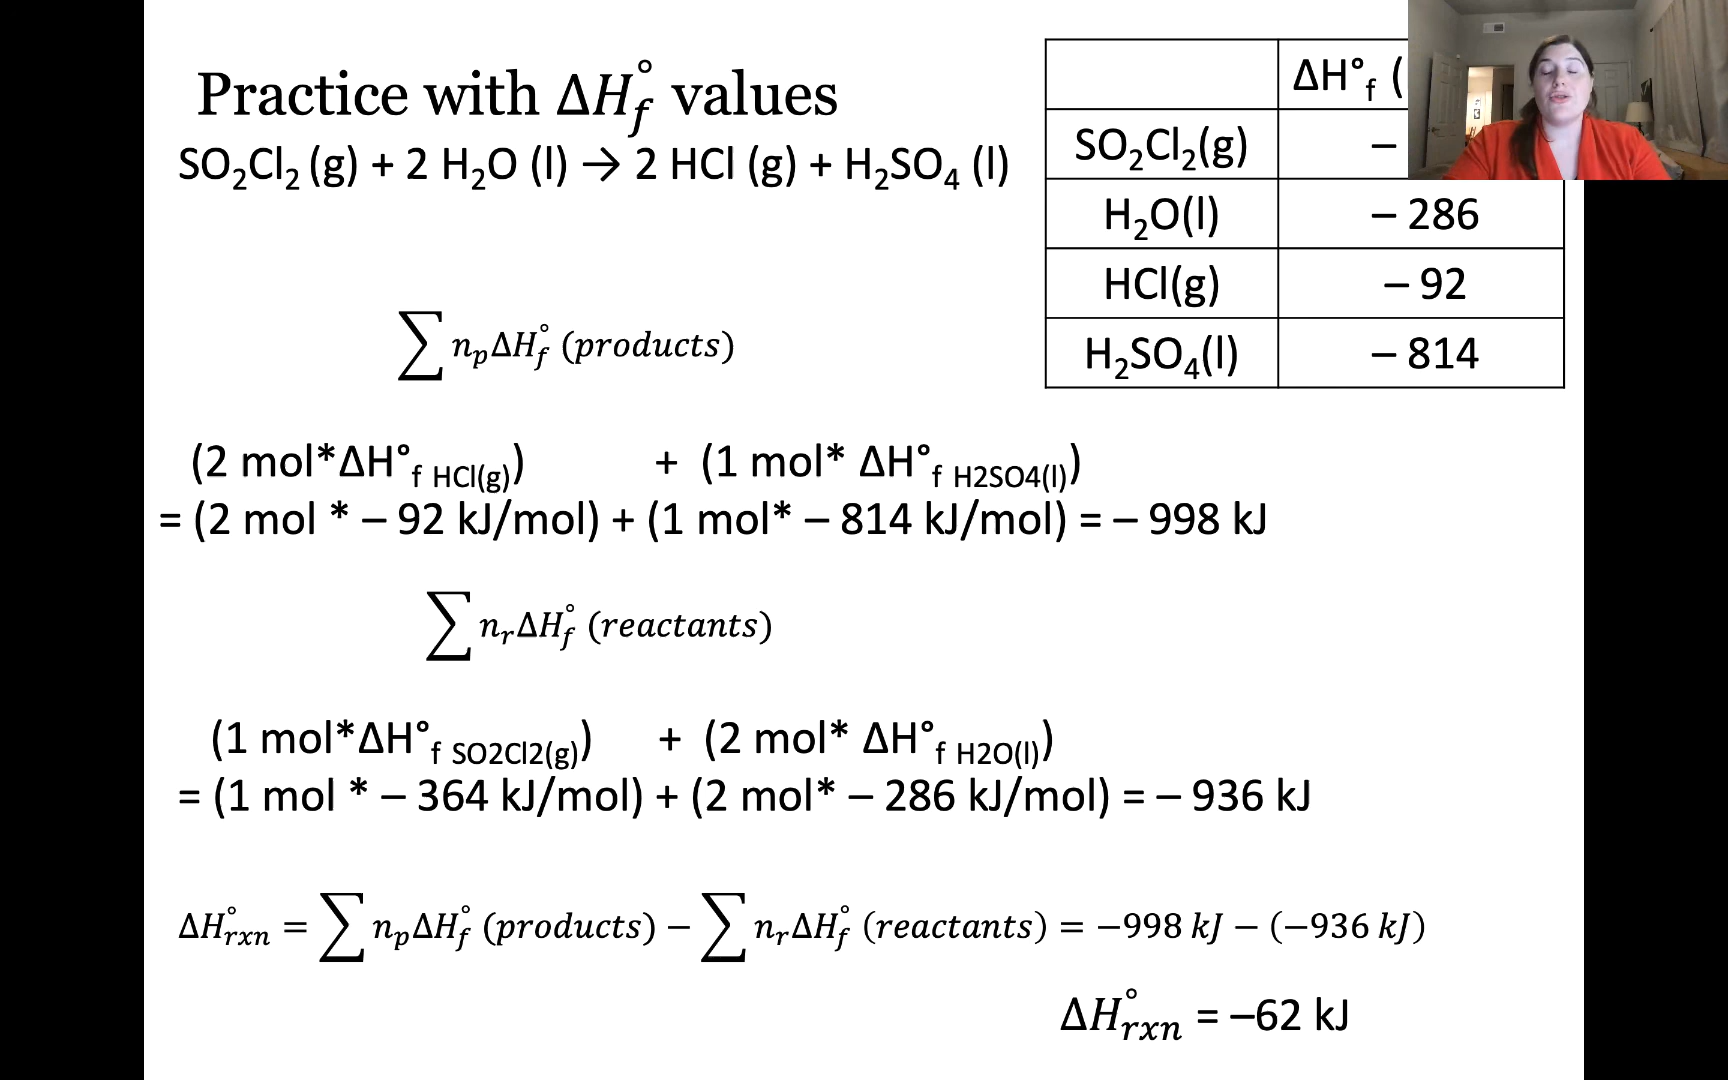 Practice with ΔH°f values
SO₂Cl₂ (g) + 2 H₂O (l) → 2 HCl (g) + H₂SO₄ (l)
ΔH°f (
SO₂Cl₂(g) –
H₂O(l) – 286
HCl(g) – 92
H₂SO₄(l) – 814
∑ nₚΔH°f (products)
(2 mol*ΔH°f HCl(g)) + (1 mol* ΔH°f H2SO4(l))
= (2 mol * – 92 kJ/mol) + (1 mol* – 814 kJ/mol) = – 998 kJ
∑ nᵣΔH°f (reactants)
(1 mol*ΔH°f SO2Cl2(g)) + (2 mol* ΔH°f H2O(l))
= (1 mol * – 364 kJ/mol) + (2 mol* – 286 kJ/mol) = – 936 kJ
ΔH°rxn = ∑ nₚΔH°f (products) − ∑ nᵣΔH°f (reactants) = −998 kJ − (−936 kJ)
ΔH°rxn = –62 kJ